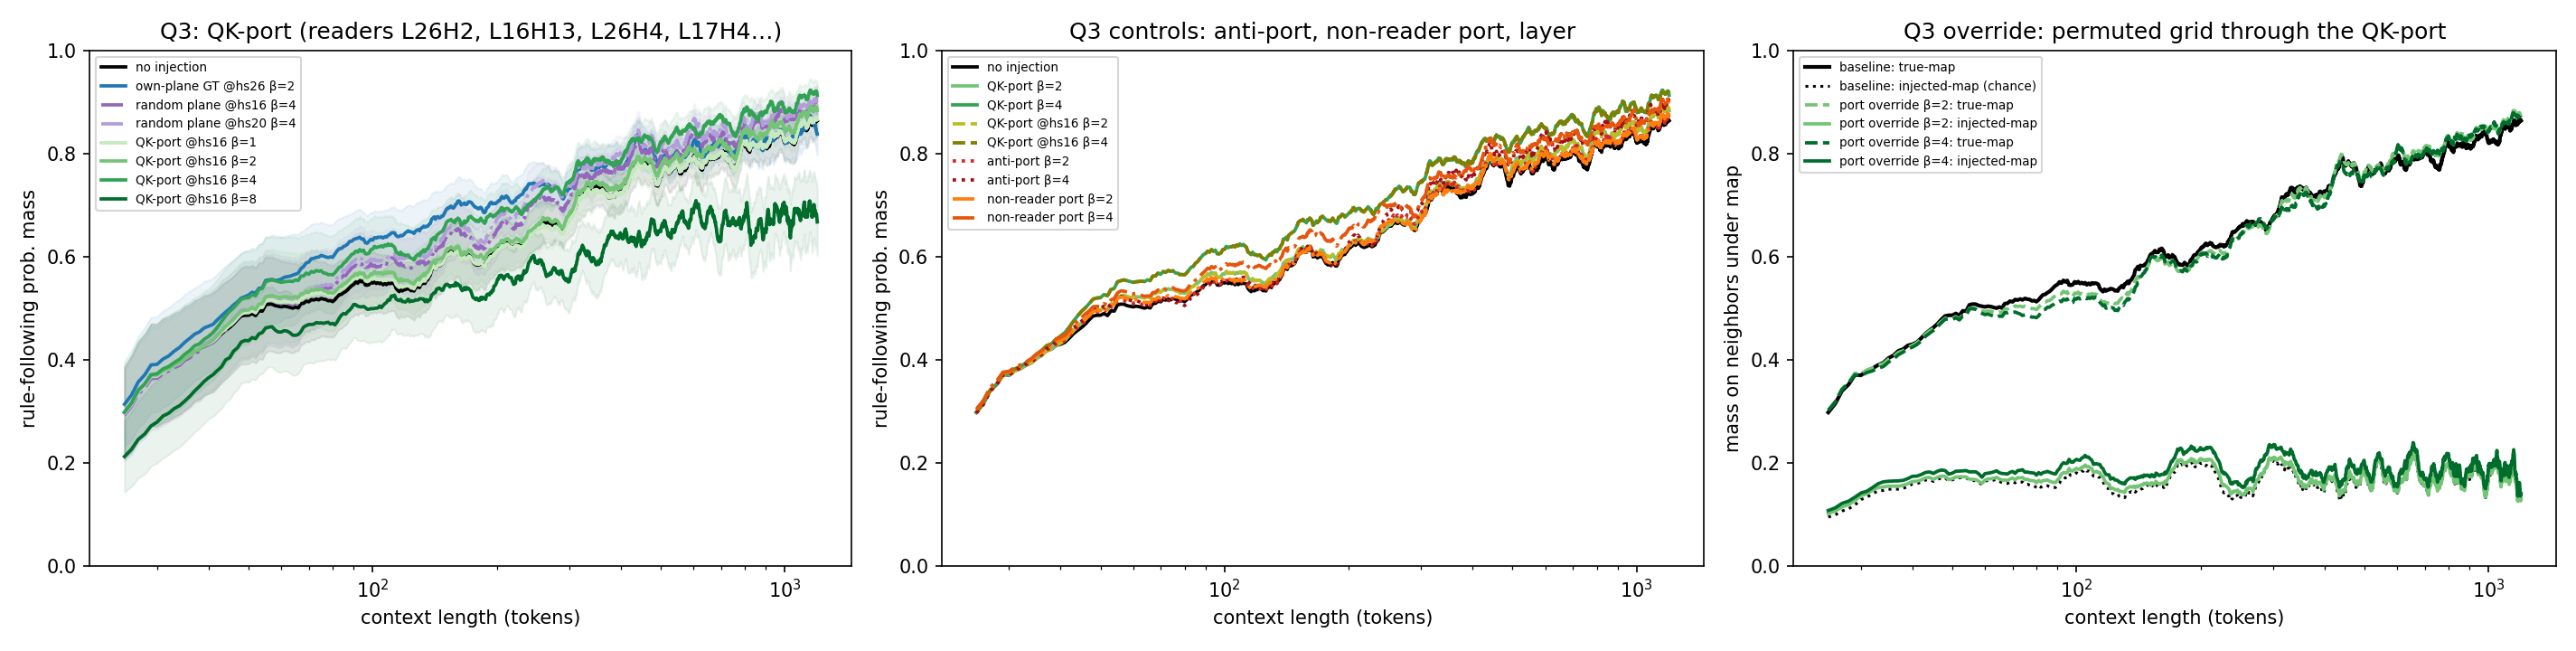 Q3: QK-port (readers L26H2, L16H13, L26H4, L17H4...)
1.0
0.8
0.6
0.4
0.2
0.0
rule-following prob. mass
no injection
own-plane GT @hs26 β=2
random plane @hs16 β=4
random plane @hs20 β=4
QK-port @hs16 β=1
QK-port @hs16 β=2
QK-port @hs16 β=4
QK-port @hs16 β=8
10²
10³
context length (tokens)
Q3 controls: anti-port, non-reader port, layer
1.0
0.8
0.6
0.4
0.2
0.0
rule-following prob. mass
no injection
QK-port β=2
QK-port β=4
QK-port @hs16 β=2
QK-port @hs16 β=4
anti-port β=2
anti-port β=4
non-reader port β=2
non-reader port β=4
10²
10³
context length (tokens)
Q3 override: permuted grid through the QK-port
1.0
0.8
0.6
0.4
0.2
0.0
mass on neighbors under map
baseline: true-map
baseline: injected-map (chance)
port override β=2: true-map
port override β=2: injected-map
port override β=4: true-map
port override β=4: injected-map
10²
10³
context length (tokens)